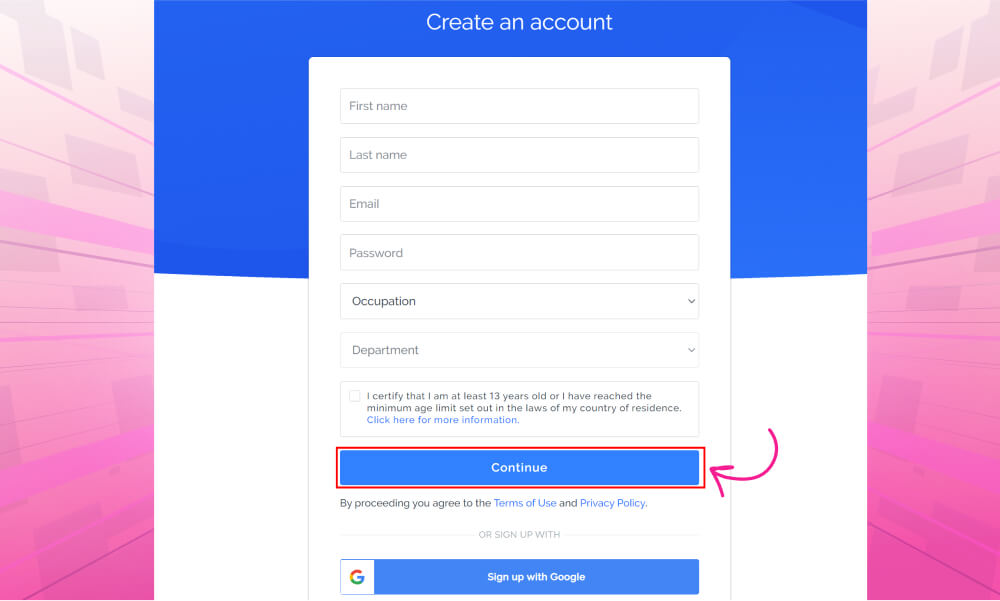 Create an account
First name
Last name
Email
Password
Occupation
Department
I certify that I am at least 13 years old or I have reached the
minimum age limit set out in the laws of my country of residence.
Click here for more information.
Continue
By proceeding you agree to the Terms of Use and Privacy Policy.
OR SIGN UP WITH
Sign up with Google